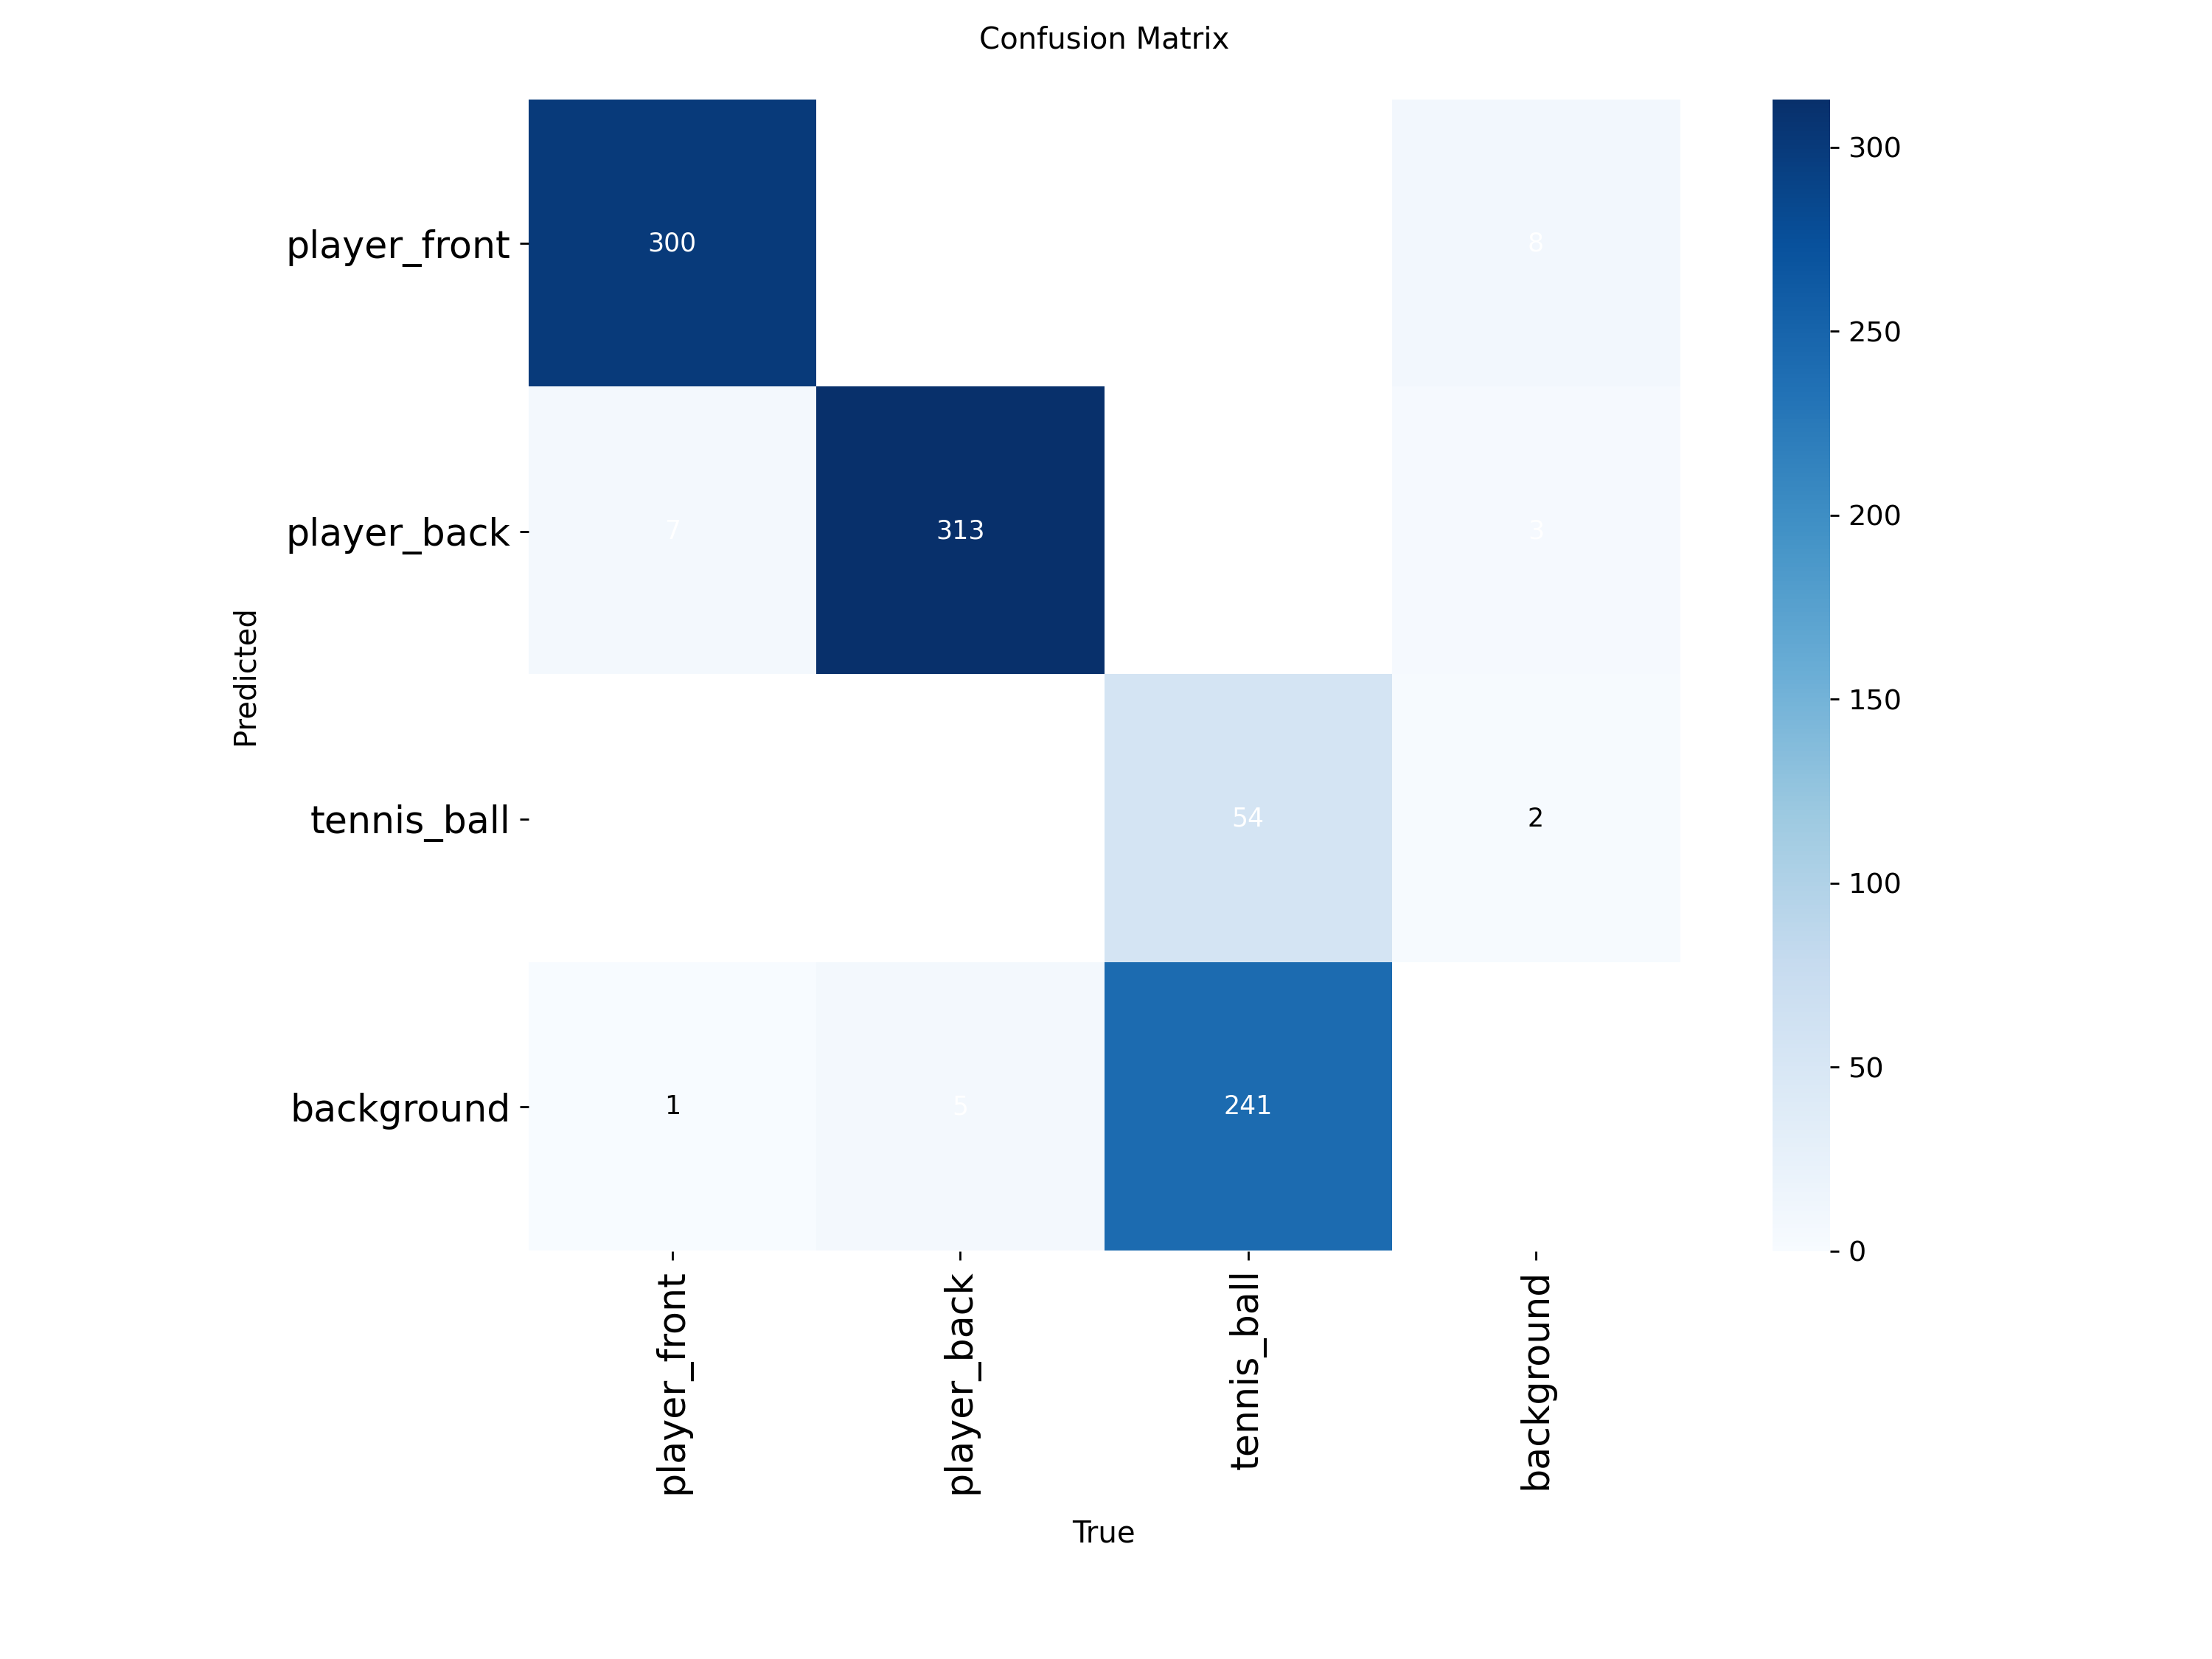 Confusion Matrix
player_front
300
8
player_back
7
313
3
tennis_ball
54
2
background
1
5
241
player_front
player_back
tennis_ball
background
True
Predicted
300
250
200
150
100
50
0